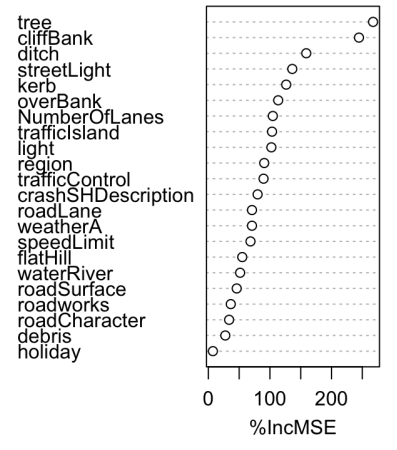 tree
cliffBank
ditch
streetLight
kerb
overBank
NumberOfLanes
trafficIsland
light
region
trafficControl
crashSHDescription
roadLane
weatherA
speedLimit
flatHill
waterRiver
roadSurface
roadworks
roadCharacter
debris
holiday
0 100 200
%IncMSE